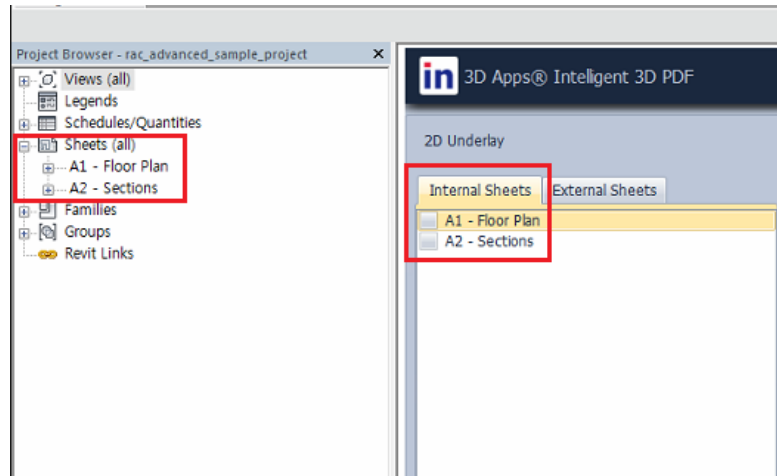 Project Browser - rac_advanced_sample_project
Views (all)
Legends
Schedules/Quantities
Sheets (all)
A1 - Floor Plan
A2 - Sections
Families
Groups
Revit Links
in 3D Apps® Inteligent 3D PDF
2D Underlay
Internal Sheets External Sheets
A1 - Floor Plan
A2 - Sections